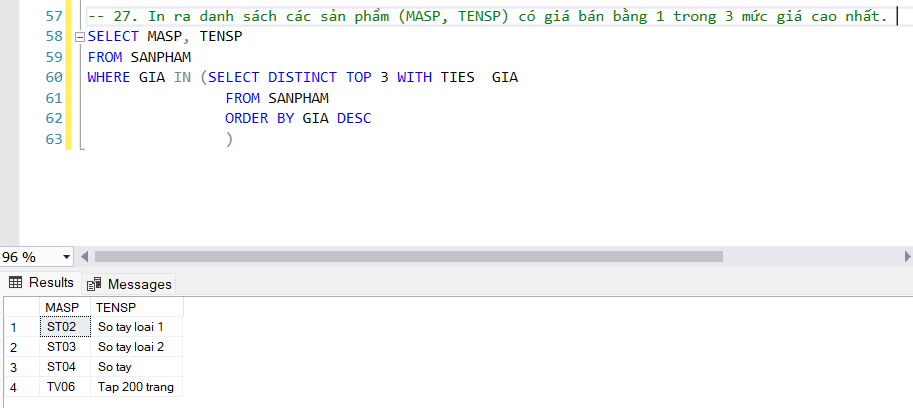 57 -- 27. In ra danh sách các sản phẩm (MASP, TENSP) có giá bán bằng 1 trong 3 mức giá cao nhất.
58 SELECT MASP, TENSP
59 FROM SANPHAM
60 WHERE GIA IN (SELECT DISTINCT TOP 3 WITH TIES  GIA
61 FROM SANPHAM
62 ORDER BY GIA DESC
63 )
96 %
Results Messages
MASP TENSP
1 ST02 So tay loai 1
2 ST03 So tay loai 2
3 ST04 So tay
4 TV06 Tap 200 trang